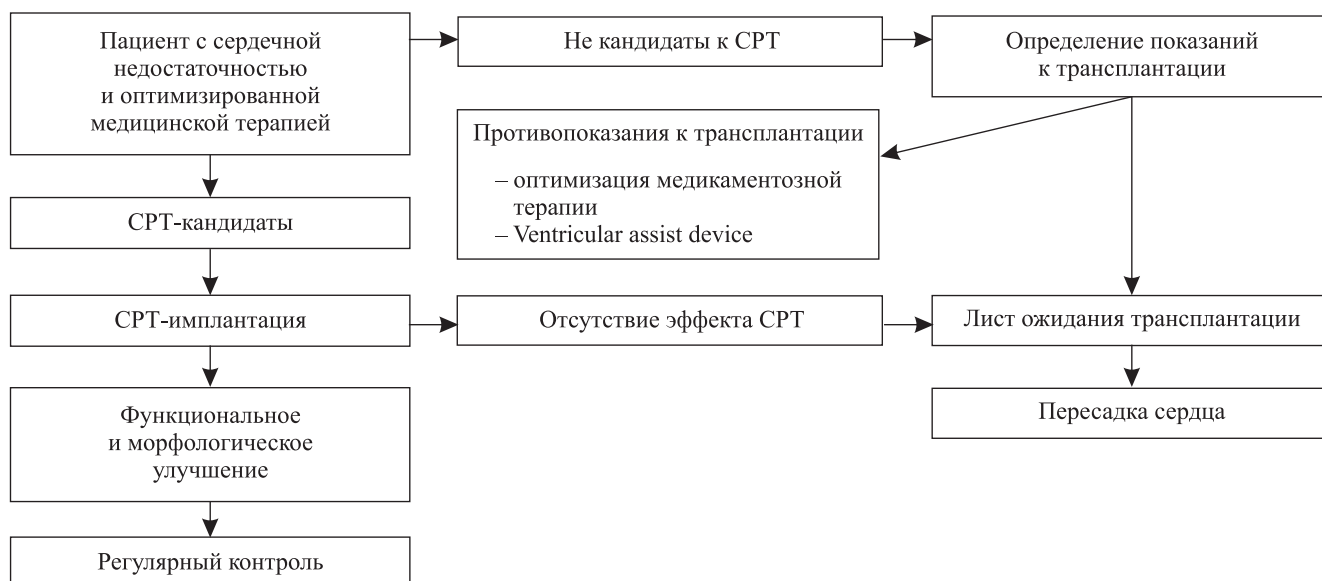 Пациент с сердечной
недостаточностью
и оптимизированной
медицинской терапией
Не кандидаты к СРТ
Определение показаний
к трансплантации
Противопоказания к трансплантации
– оптимизация медикаментозной
терапии
– Ventricular assist device
СРТ-кандидаты
СРТ-имплантация
Отсутствие эффекта СРТ
Лист ожидания трансплантации
Функциональное
и морфологическое
улучшение
Пересадка сердца
Регулярный контроль